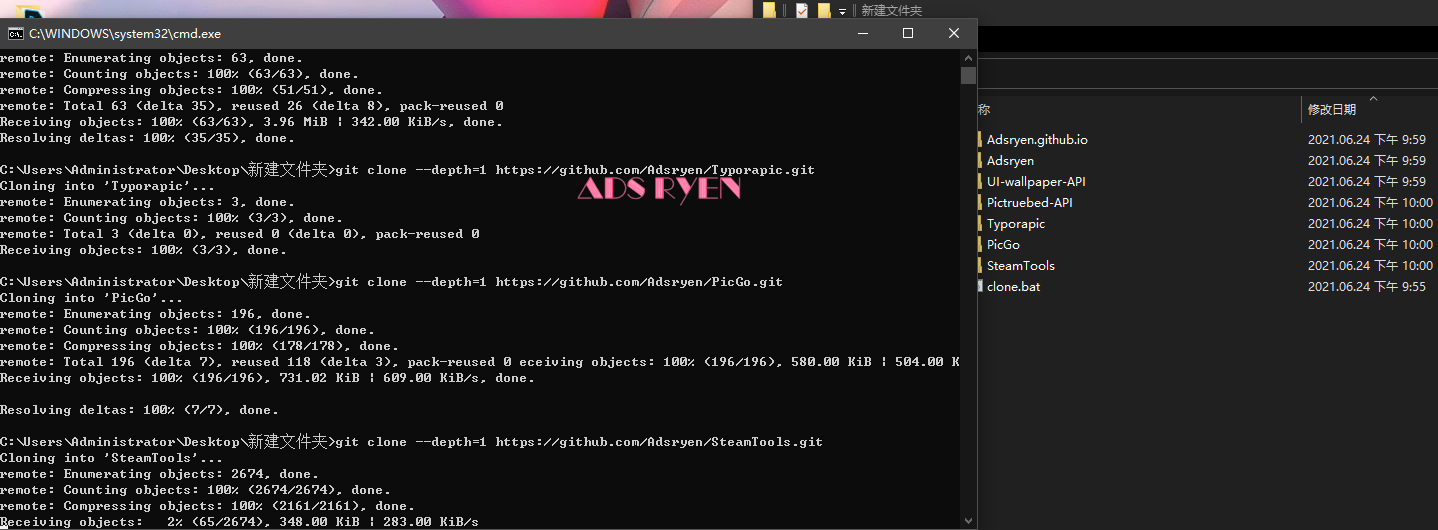 新建文件夹
C:\WINDOWS\system32\cmd.exe
remote: Enumerating objects: 63, done.
remote: Counting objects: 100% (63/63), done.
remote: Compressing objects: 100% (51/51), done.
remote: Total 63 (delta 35), reused 26 (delta 8), pack-reused 0
Receiving objects: 100% (63/63), 3.96 MiB | 342.00 KiB/s, done.
Resolving deltas: 100% (35/35), done.
C:\Users\Administrator\Desktop\新建文件夹>git clone --depth=1 https://github.com/Adsryen/Typorapic.git
Cloning into 'Typorapic'...
remote: Enumerating objects: 3, done.
remote: Counting objects: 100% (3/3), done.
remote: Total 3 (delta 0), reused 0 (delta 0), pack-reused 0
Receiving objects: 100% (3/3), done.
ADS RYEN
C:\Users\Administrator\Desktop\新建文件夹>git clone --depth=1 https://github.com/Adsryen/PicGo.git
Cloning into 'PicGo'...
remote: Enumerating objects: 196, done.
remote: Counting objects: 100% (196/196), done.
remote: Compressing objects: 100% (178/178), done.
remote: Total 196 (delta 7), reused 118 (delta 3), pack-reused 0 eceiving objects: 100% (196/196), 580.00 KiB | 504.00 K
Receiving objects: 100% (196/196), 731.02 KiB | 609.00 KiB/s, done.
Resolving deltas: 100% (7/7), done.
C:\Users\Administrator\Desktop\新建文件夹>git clone --depth=1 https://github.com/Adsryen/SteamTools.git
Cloning into 'SteamTools'...
remote: Enumerating objects: 2674, done.
remote: Counting objects: 100% (2674/2674), done.
remote: Compressing objects: 100% (2161/2161), done.
Receiving objects:   2% (65/2674), 348.00 KiB | 283.00 KiB/s
称 修改日期
Adsryen.github.io 2021.06.24 下午 9:59
Adsryen 2021.06.24 下午 9:59
UI-wallpaper-API 2021.06.24 下午 9:59
Pictruebed-API 2021.06.24 下午 10:00
Typorapic 2021.06.24 下午 10:00
PicGo 2021.06.24 下午 10:00
SteamTools 2021.06.24 下午 10:00
clone.bat 2021.06.24 下午 9:55